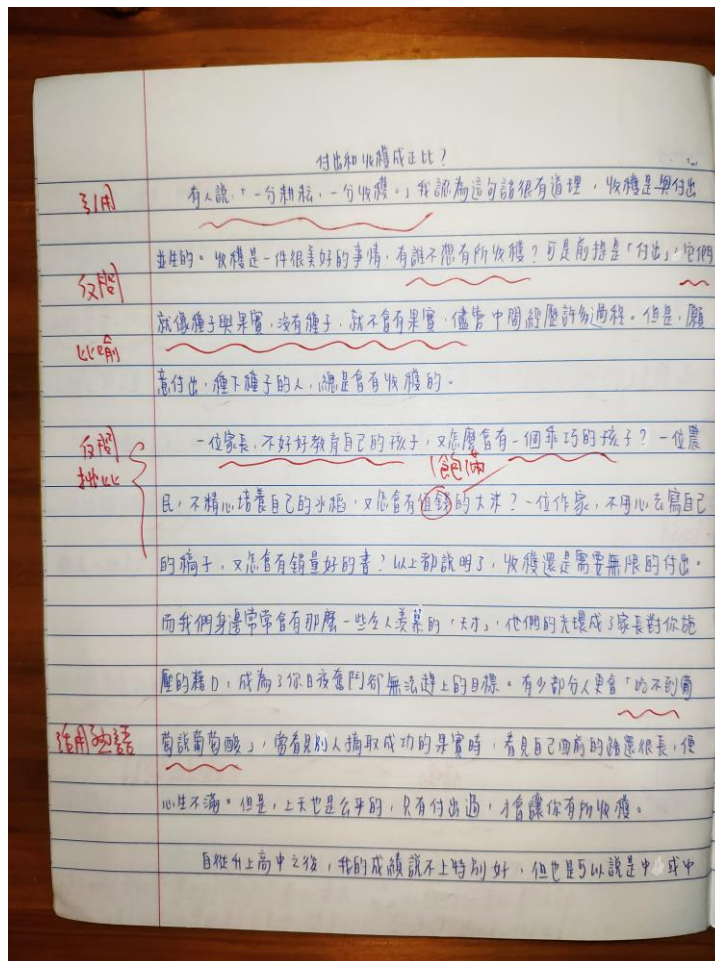 付出和收穫成正比?
引用
有人說,「一分耕耘,一分收穫。」我認為這句話很有道理,收穫是與付出
並生的。收穫是一件很美好的事情,有誰不想有所收穫?可是前提是「付出」,它們
反問
就像種子與果實,沒有種子,就不會有果實,儘管中間經歷許多過程。但是,願
比喻
意付出,種下種子的人,總是會有收穫的。
反問
排比
一位家長,不好好教育自己的孩子,又怎麼會有一個乖巧的孩子?一位農
飽滿
民,不精心培養自己的水稻,又怎會有值錢的大米?一位作家,不用心去寫自己
的稿子,又怎會有銷量好的書?以上都說明了,收穫還是需要無限的付出。
而我們身邊常常會有那麼一些令人羨慕的「天才」,他們的光環成了家長對你施
壓的藉口,成為了你日夜奮鬥卻無法趕上的目標。有少部分人更會「吃不到葡
活用熟語
萄說葡萄酸」,當看見別人摘取成功的果實時,看見自己面前的路還很長,便
心生不滿。但是,上天也是公平的,只有付出過,才會讓你有所收穫。
自從升上高中之後,我的成績說不上特別好,但也是可以說是中或中